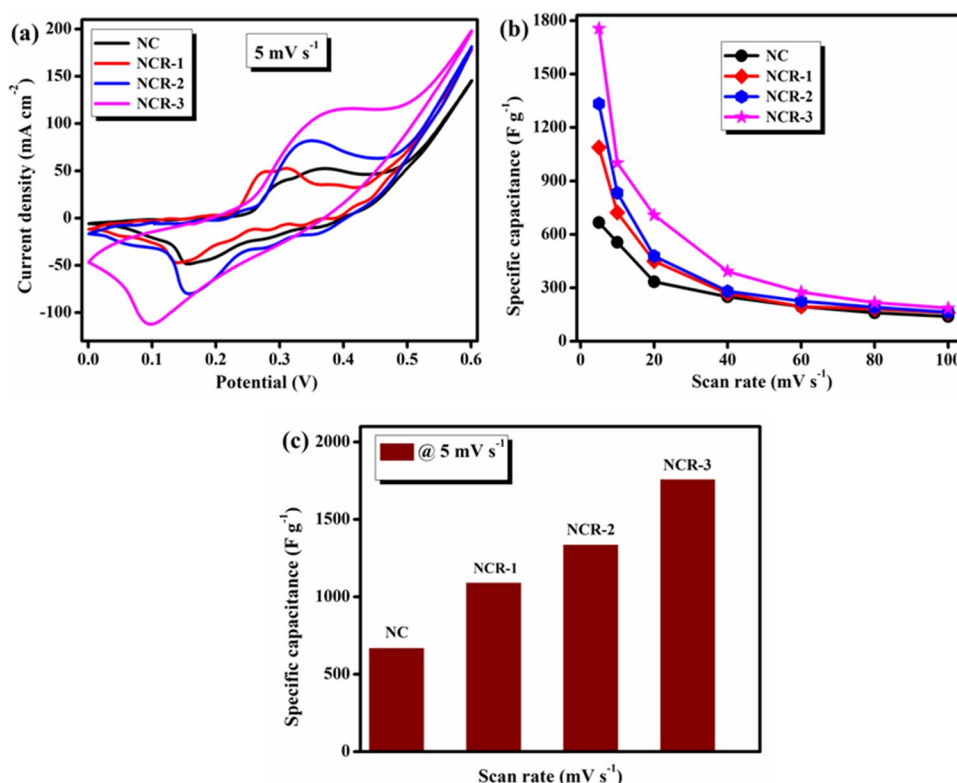 (a)
5 mV s⁻¹
NC
NCR-1
NCR-2
NCR-3
200
150
100
50
0
-50
-100
Current density (mA cm⁻²)
0.0 0.1 0.2 0.3 0.4 0.5 0.6
Potential (V)
(b)
NC
NCR-1
NCR-2
NCR-3
1800
1500
1200
900
600
300
0
Specific capacitance (F g⁻¹)
0 20 40 60 80 100
Scan rate (mV s⁻¹)
(c)
@ 5 mV s⁻¹
2000
1500
1000
500
0
Specific capacitance (F g⁻¹)
NC
NCR-1
NCR-2
NCR-3
Scan rate (mV s⁻¹)